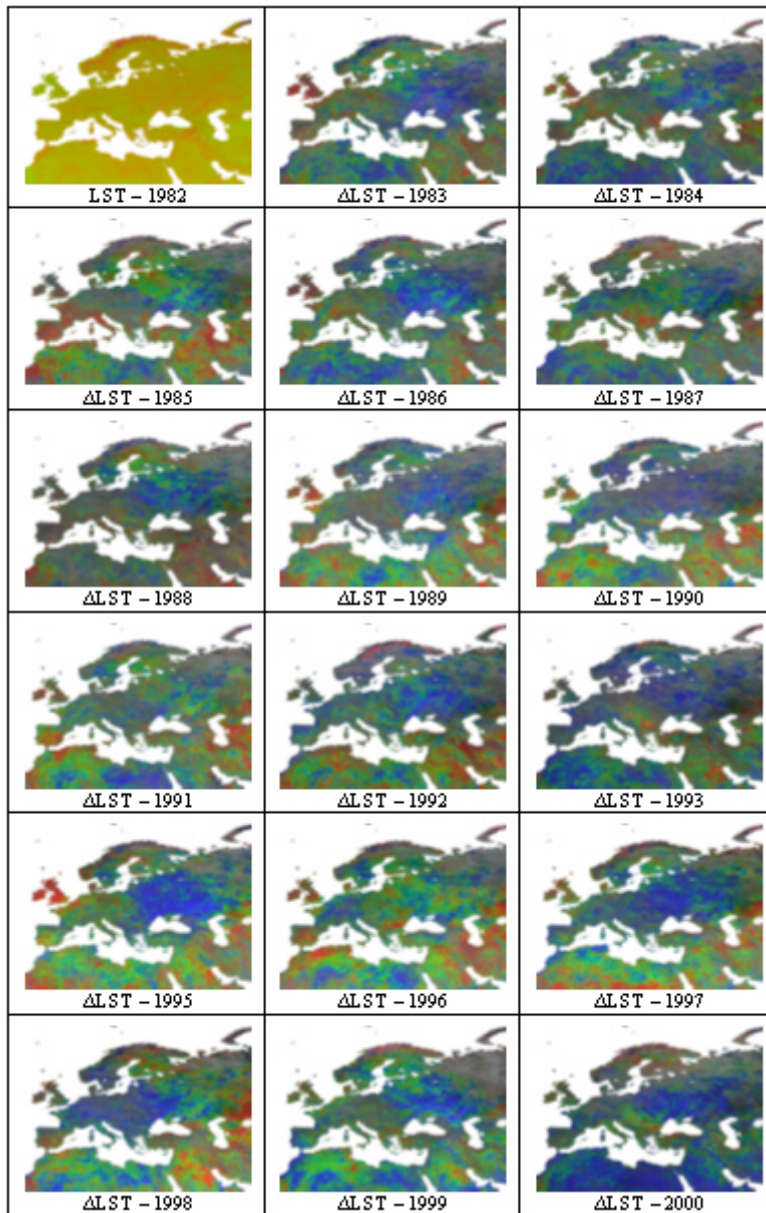 LST – 1982
ΔLST – 1983
ΔLST – 1984
ΔLST – 1985
ΔLST – 1986
ΔLST – 1987
ΔLST – 1988
ΔLST – 1989
ΔLST – 1990
ΔLST – 1991
ΔLST – 1992
ΔLST – 1993
ΔLST – 1995
ΔLST – 1996
ΔLST – 1997
ΔLST – 1998
ΔLST – 1999
ΔLST – 2000